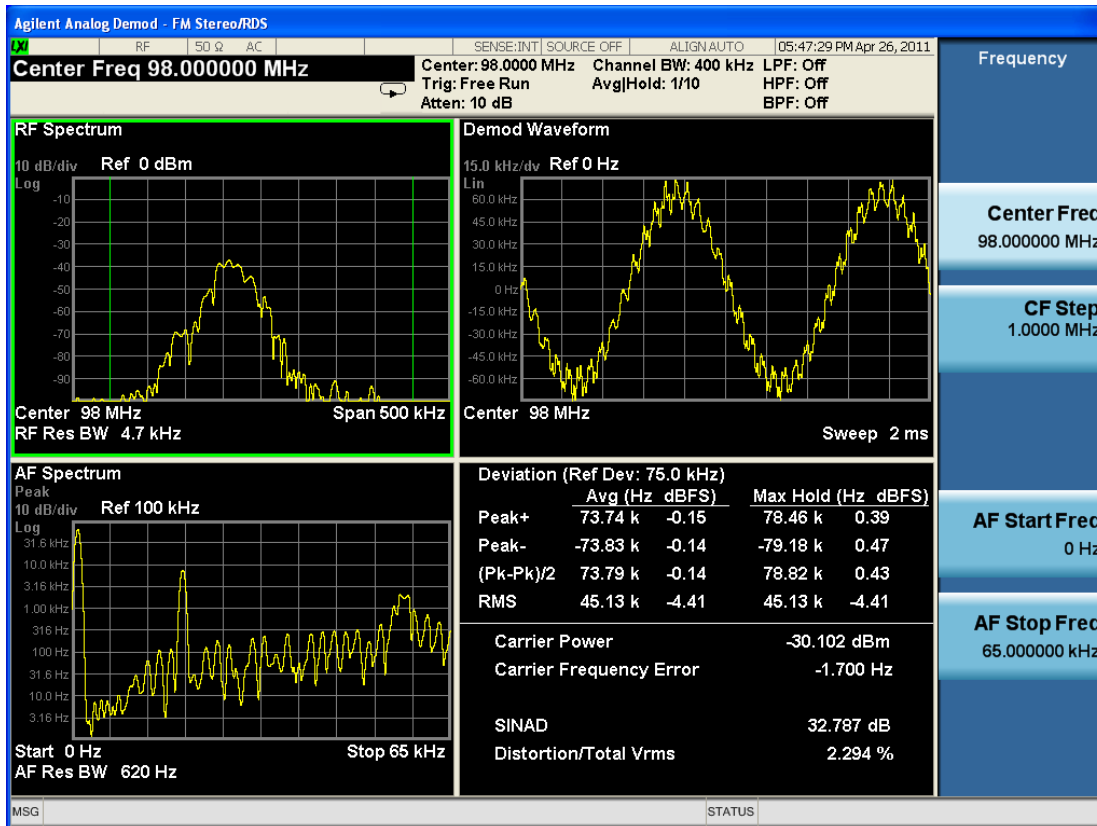 Agilent Analog Demod - FM Stereo/RDS
LXI RF 50 Ω AC SENSE:INT SOURCE OFF ALIGN AUTO 05:47:29 PM Apr 26, 2011
Center Freq 98.000000 MHz
Center: 98.0000 MHz Channel BW: 400 kHz LPF: Off
Trig: Free Run Avg|Hold: 1/10 HPF: Off
Atten: 10 dB BPF: Off
RF Spectrum
10 dB/div Ref 0 dBm
Log
-10
-20
-30
-40
-50
-60
-70
-80
-90
Center 98 MHz Span 500 kHz
RF Res BW 4.7 kHz
Demod Waveform
15.0 kHz/dv Ref 0 Hz
Lin
60.0 kHz
45.0 kHz
30.0 kHz
15.0 kHz
0 Hz
-15.0 kHz
-30.0 kHz
-45.0 kHz
-60.0 kHz
Center 98 MHz
Sweep 2 ms
AF Spectrum
Peak
10 dB/div Ref 100 kHz
Log
31.6 kHz
10.0 kHz
3.16 kHz
1.00 kHz
316 Hz
100 Hz
31.6 Hz
10.0 Hz
3.16 Hz
Start 0 Hz Stop 65 kHz
AF Res BW 620 Hz
Deviation (Ref Dev: 75.0 kHz)
Avg (Hz dBFS) Max Hold (Hz dBFS)
Peak+ 73.74 k -0.15 78.46 k 0.39
Peak- -73.83 k -0.14 -79.18 k 0.47
(Pk-Pk)/2 73.79 k -0.14 78.82 k 0.43
RMS 45.13 k -4.41 45.13 k -4.41
Carrier Power -30.102 dBm
Carrier Frequency Error -1.700 Hz
SINAD 32.787 dB
Distortion/Total Vrms 2.294 %
Frequency
Center Freq
98.000000 MHz
CF Step
1.0000 MHz
AF Start Freq
0 Hz
AF Stop Freq
65.000000 kHz
MSG STATUS